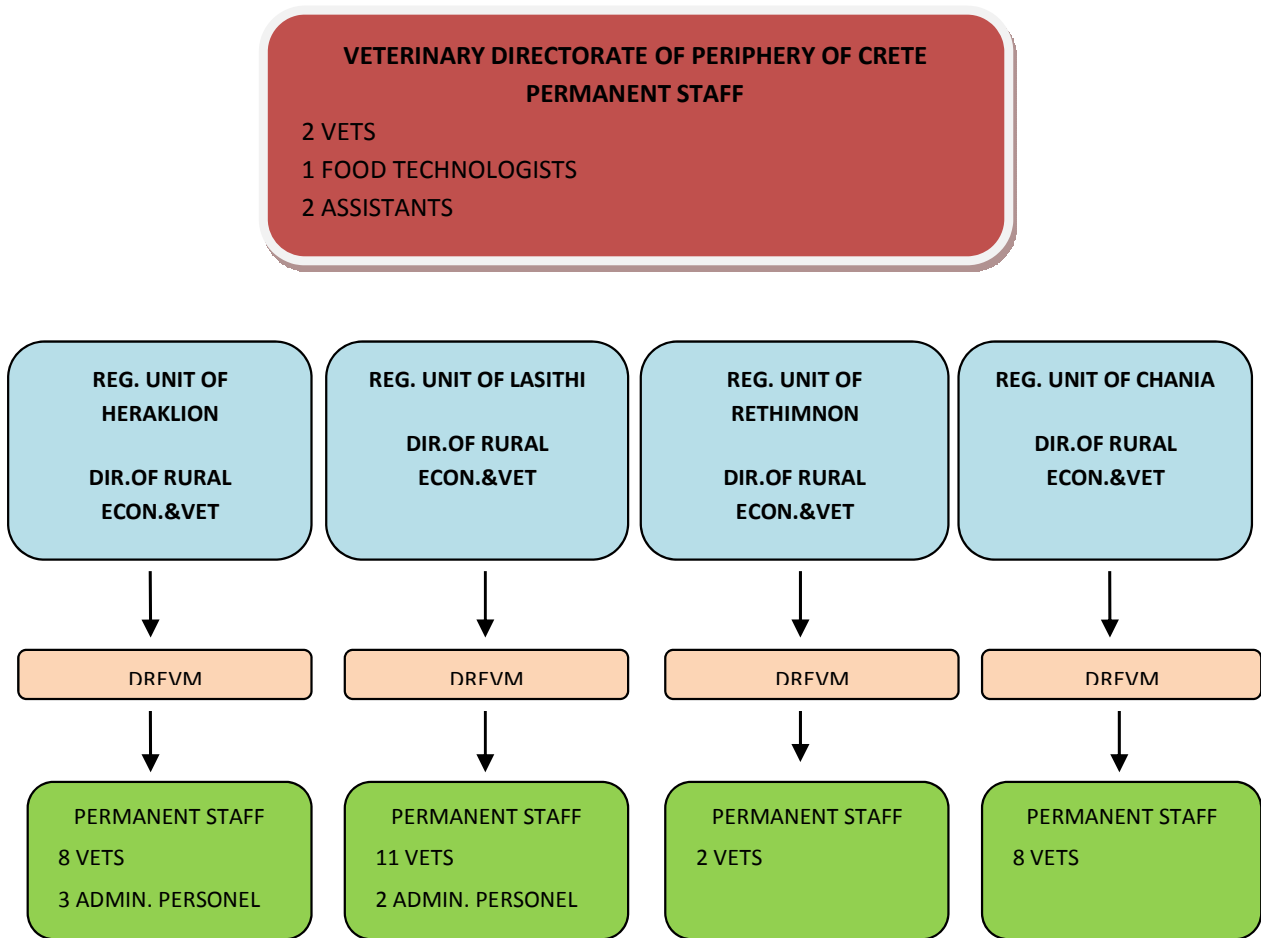 VETERINARY DIRECTORATE OF PERIPHERY OF CRETE
PERMANENT STAFF
2 VETS
1 FOOD TECHNOLOGISTS
2 ASSISTANTS
REG. UNIT OF
HERAKLION
DIR.OF RURAL
ECON.&VET
REG. UNIT OF LASITHI
DIR.OF RURAL
ECON.&VET
REG. UNIT OF
RETHIMNON
DIR.OF RURAL
ECON.&VET
REG. UNIT OF CHANIA
DIR.OF RURAL
ECON.&VET
DREVM
DREVM
DREVM
DREVM
PERMANENT STAFF
8 VETS
3 ADMIN. PERSONEL
PERMANENT STAFF
11 VETS
2 ADMIN. PERSONEL
PERMANENT STAFF
2 VETS
PERMANENT STAFF
8 VETS